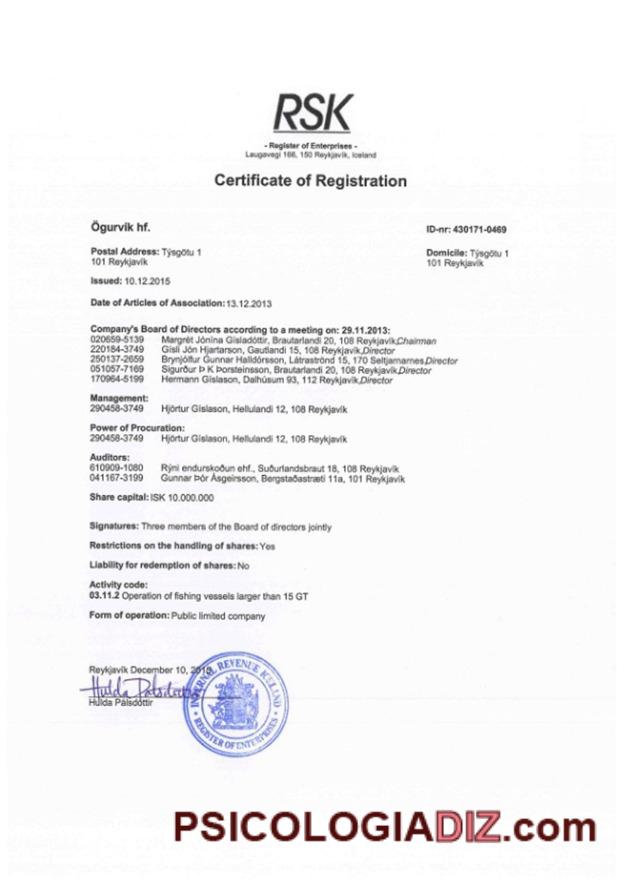 RSK
- Register of Enterprises -
Laugavegi 166, 150 Reykjavík, Iceland
Certificate of Registration
Ögurvík hf.
ID-nr: 430171-0469
Postal Address: Týsgötu 1
101 Reykjavík
Domicile: Týsgötu 1
101 Reykjavík
Issued: 10.12.2015
Date of Articles of Association: 13.12.2013
Company's Board of Directors according to a meeting on: 29.11.2013:
020659-5139 Margrét Jónína Gísladóttir, Brautarlandi 20, 108 Reykjavík,Chairman
220184-3749 Gísli Jón Hjartarson, Gautlandi 15, 108 Reykjavík,Director
250137-2659 Brynjólfur Gunnar Halldórsson, Látraströnd 15, 170 Seltjarnarnes,Director
051057-7169 Sigurður Þ K Þorsteinsson, Brautarlandi 20, 108 Reykjavík,Director
170964-5199 Hermann Gíslason, Dalhúsum 93, 112 Reykjavík,Director
Management:
290458-3749 Hjörtur Gíslason, Hellulandi 12, 108 Reykjavík
Power of Procuration:
290458-3749 Hjörtur Gíslason, Hellulandi 12, 108 Reykjavík
Auditors:
610909-1080 Rýni endurskoðun ehf., Suðurlandsbraut 18, 108 Reykjavík
041167-3199 Gunnar Þór Ásgeirsson, Bergstaðastræti 11a, 101 Reykjavík
Share capital: ISK 10.000.000
Signatures: Three members of the Board of directors jointly
Restrictions on the handling of shares: Yes
Liability for redemption of shares: No
Activity code:
03.11.2 Operation of fishing vessels larger than 15 GT
Form of operation: Public limited company
Reykjavík December 10, 2015
Hulda Pálsdóttir
Hulda Pálsdóttir
INTERNAL REVENUE ICELAND
REGISTER OF ENTERPRISES
PSICOLOGIADIZ.com